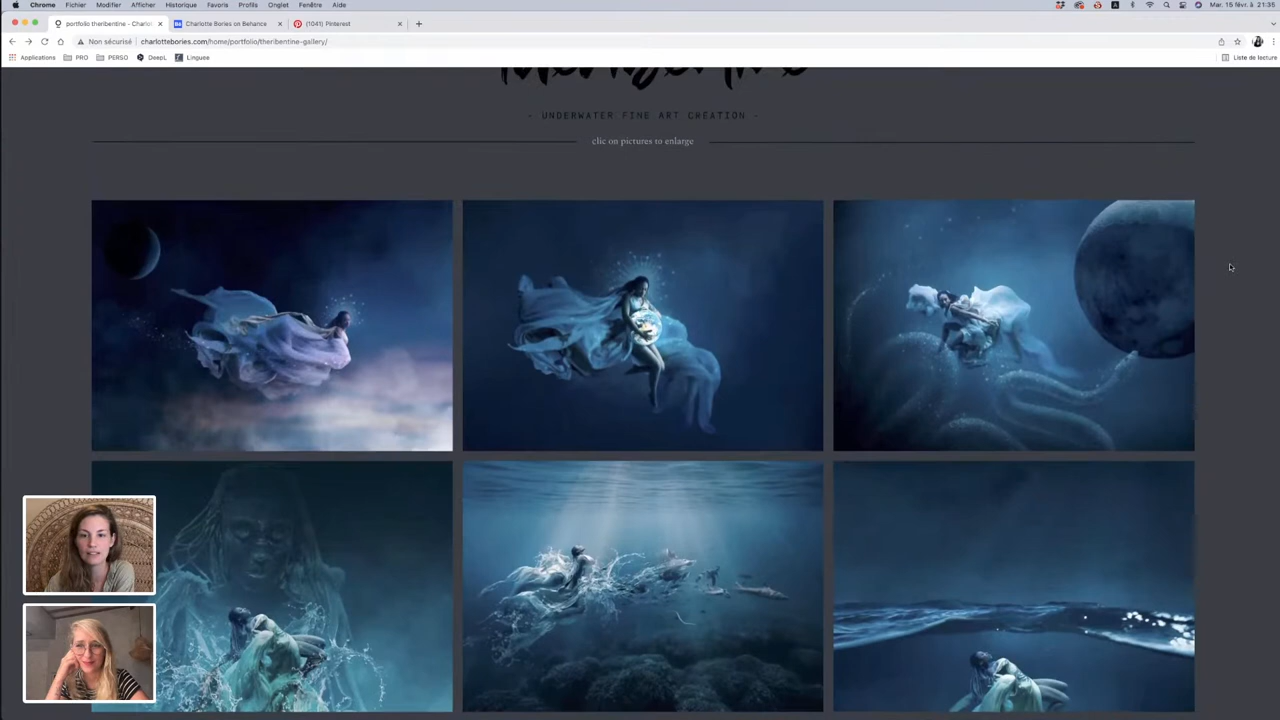 Chrome Fichier Modifier Afficher Historique Favoris Profils Onglet Fenêtre Aide
Mar. 15 févr. à 21:35
portfolio theribentine - Charlo
Charlotte Bories on Behance
(1041) Pinterest
Non sécurisé charlottebories.com/home/portfolio/theribentine-gallery/
Applications PRO PERSO DeepL Linguee
Liste de lecture
- UNDERWATER FINE ART CREATION -
clic on pictures to enlarge